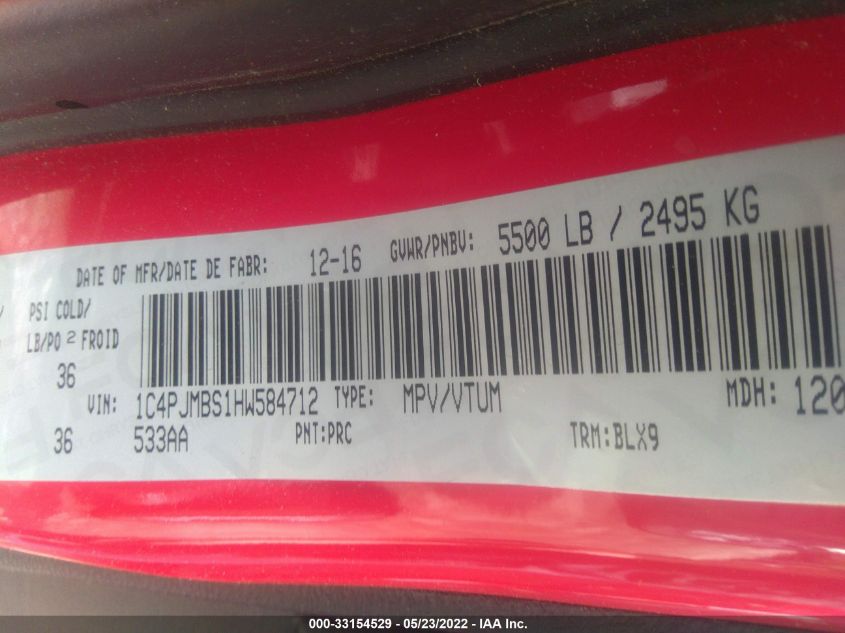 DATE OF MFR/DATE DE FABR: 12-16 GVWR/PNBV: 5500 LB / 2495 KG
PSI COLD/
LB/PO 2 FROID
36
VIN: 1C4PJMBS1HW584712 TYPE: MPV/VTUM MDH: 120
36 533AA PNT:PRC TRM:BLX9
000-33154529 - 05/23/2022 - IAA Inc.